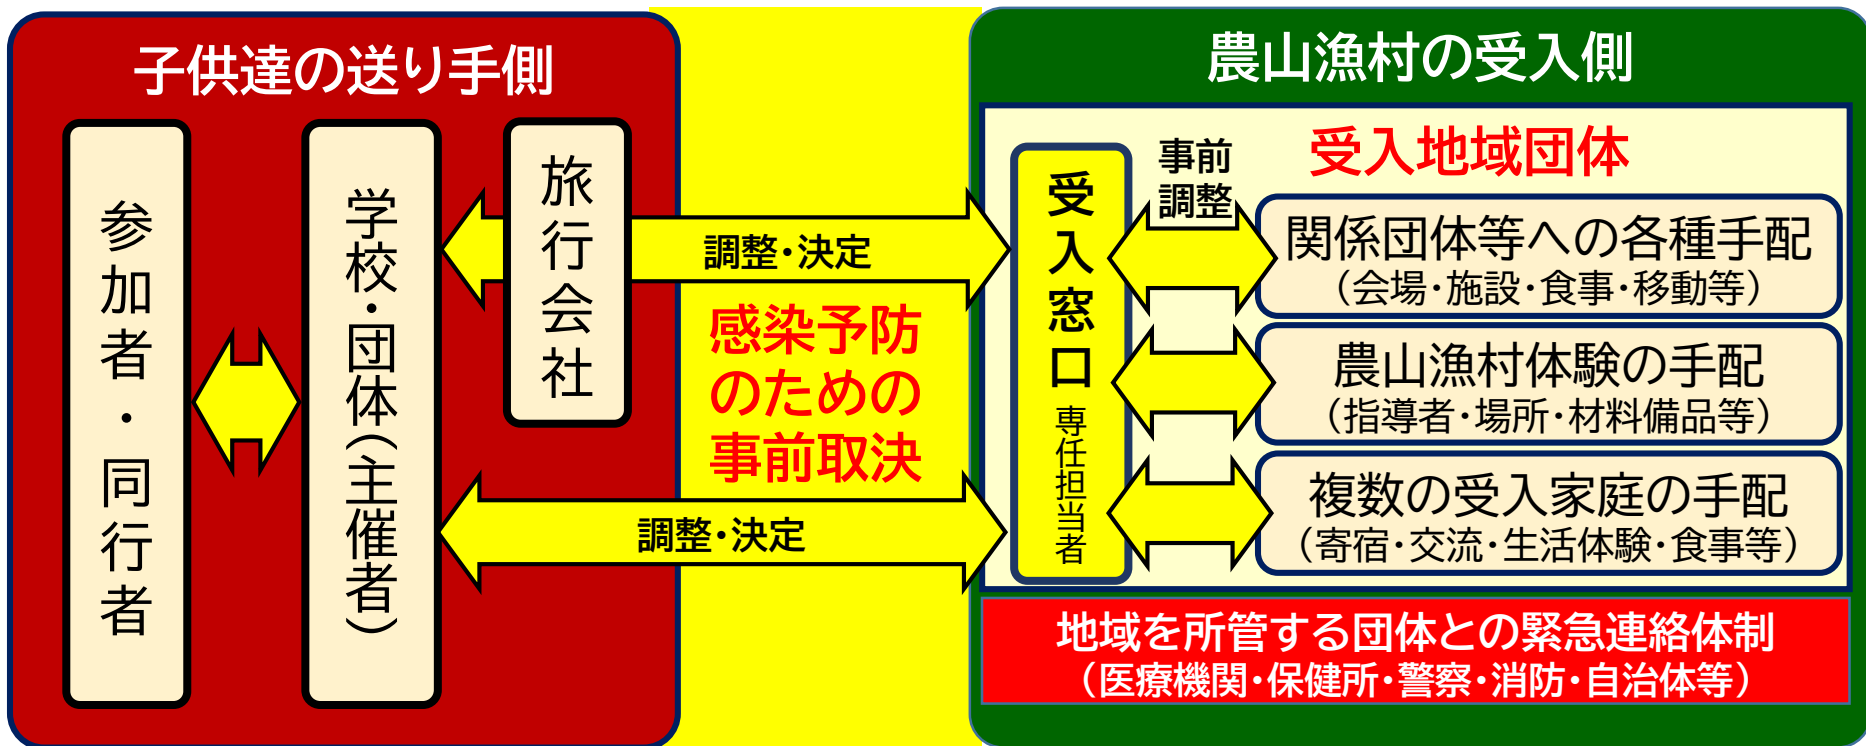 子供達の送り手側
参加者・同行者
学校・団体(主催者)
旅行会社
調整・決定
感染予防
のための
事前取決
調整・決定
農山漁村の受入側
受入地域団体
受入窓口 専任担当者
事前
調整
関係団体等への各種手配
（会場・施設・食事・移動等）
農山漁村体験の手配
（指導者・場所・材料備品等）
複数の受入家庭の手配
（寄宿・交流・生活体験・食事等）
地域を所管する団体との緊急連絡体制
（医療機関・保健所・警察・消防・自治体等）